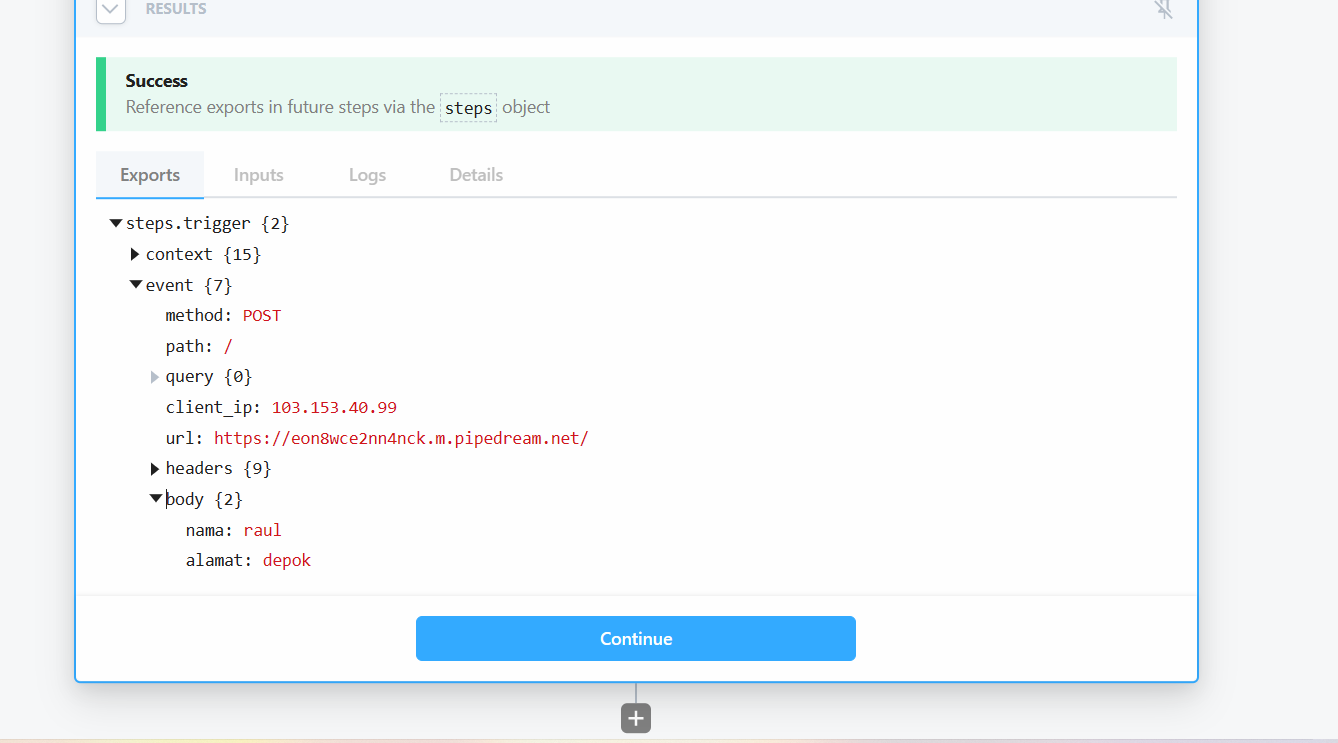 RESULTS
Success
Reference exports in future steps via the steps object
Exports Inputs Logs Details
steps.trigger {2}
context {15}
event {7}
method: POST
path: /
query {0}
client_ip: 103.153.40.99
url: https://eon8wce2nn4nck.m.pipedream.net/
headers {9}
body {2}
nama: raul
alamat: depok
Continue